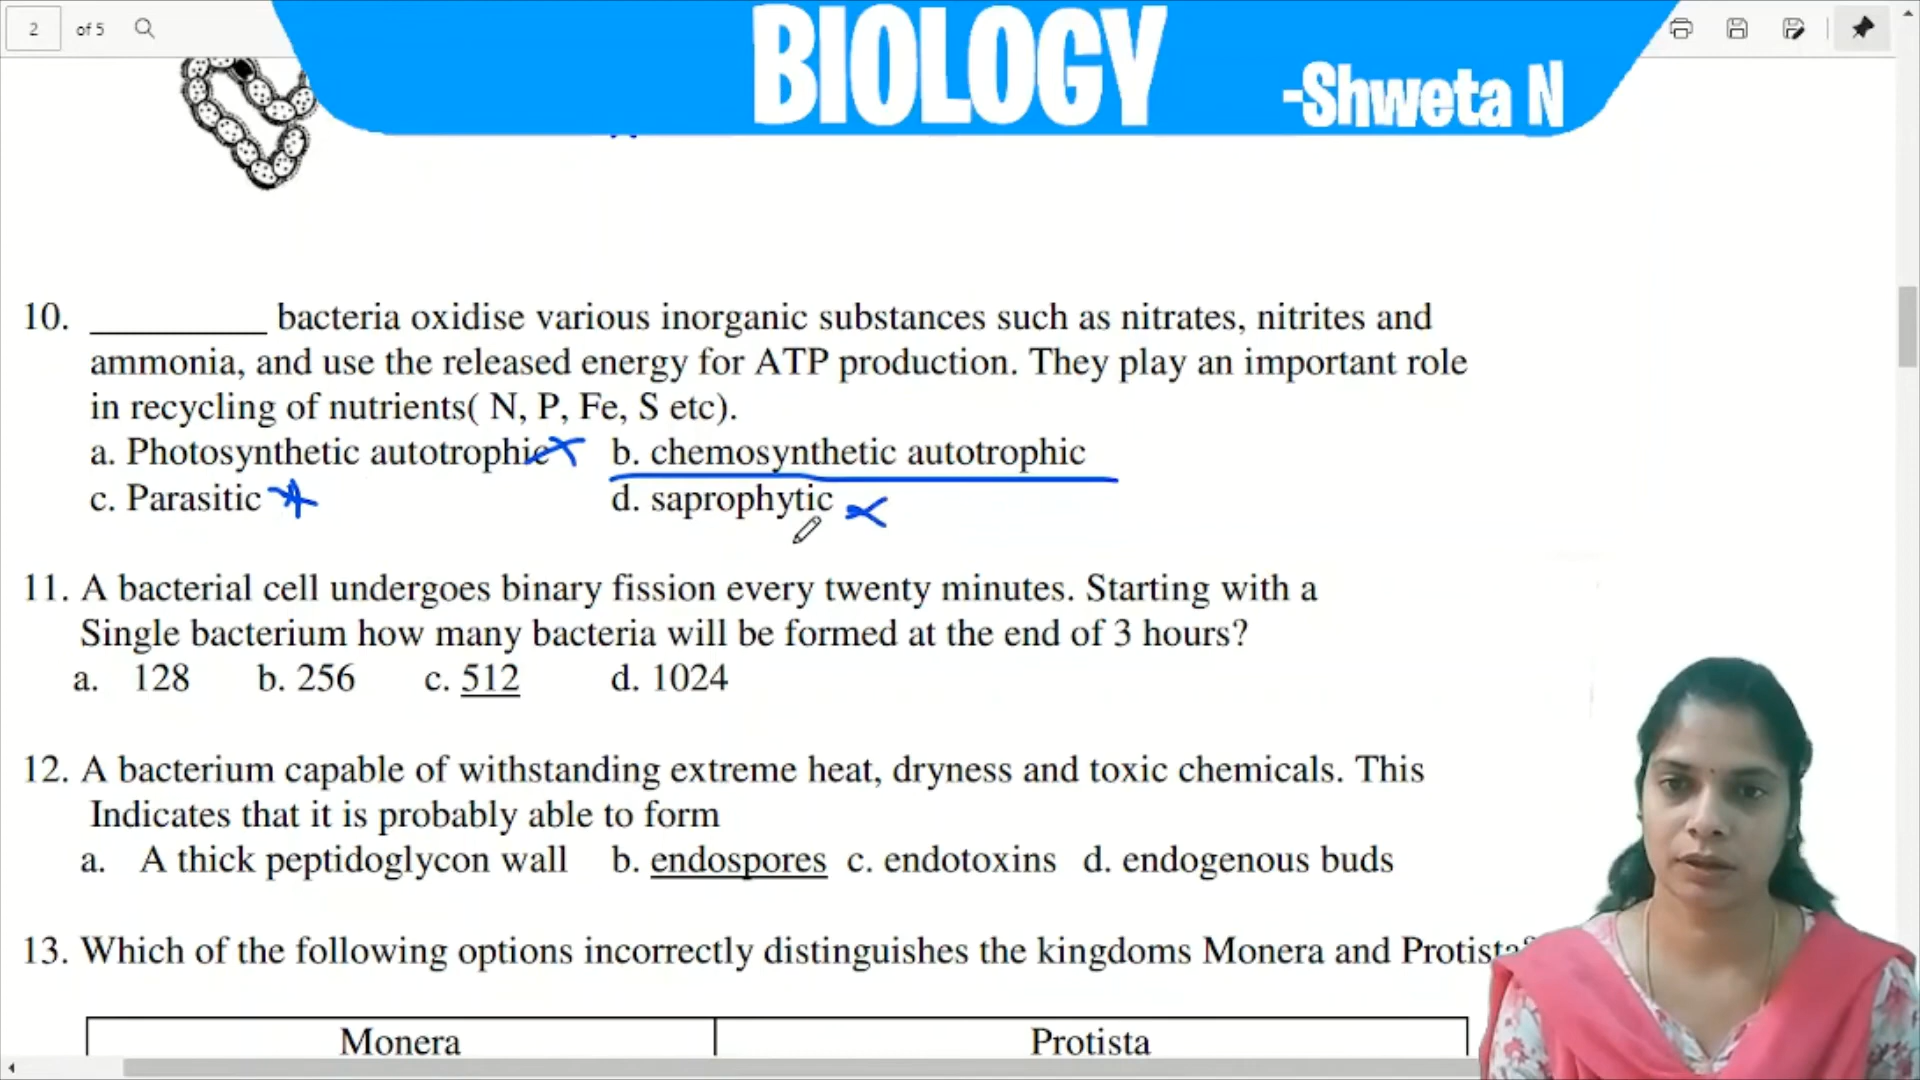 2 of 5
BIOLOGY
-Shweta N
10. _________ bacteria oxidise various inorganic substances such as nitrates, nitrites and
ammonia, and use the released energy for ATP production. They play an important role
in recycling of nutrients( N, P, Fe, S etc).
a. Photosynthetic autotrophic b. chemosynthetic autotrophic
c. Parasitic d. saprophytic
11. A bacterial cell undergoes binary fission every twenty minutes. Starting with a
Single bacterium how many bacteria will be formed at the end of 3 hours?
a. 128 b. 256 c. 512 d. 1024
12. A bacterium capable of withstanding extreme heat, dryness and toxic chemicals. This
Indicates that it is probably able to form
a. A thick peptidoglycon wall b. endospores c. endotoxins d. endogenous buds
13. Which of the following options incorrectly distinguishes the kingdoms Monera and Protista?
Monera Protista